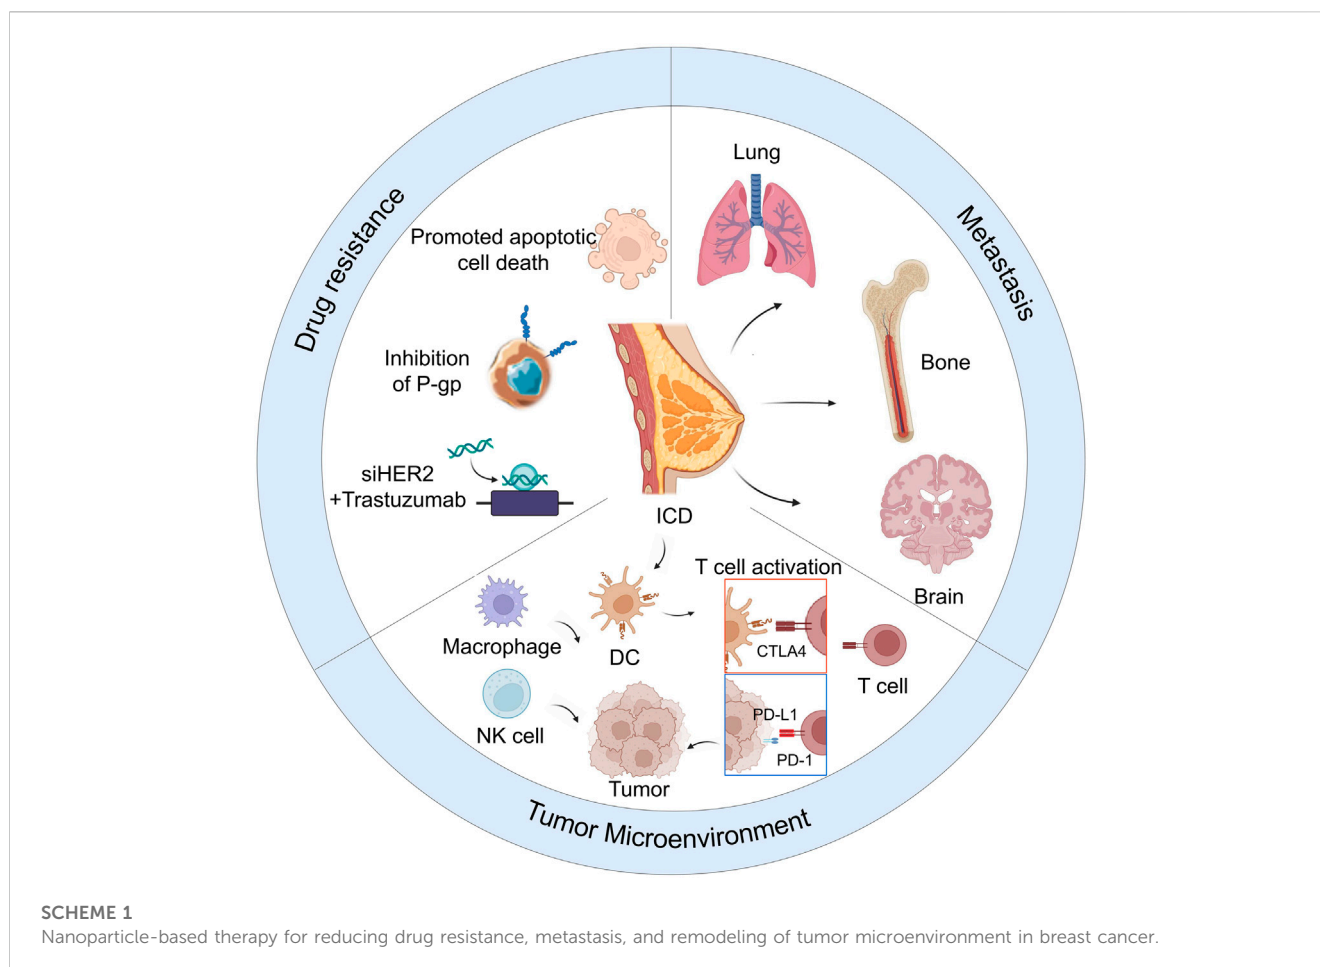 Drug resistance
Metastasis
Tumor Microenvironment
Promoted apoptotic
cell death
Inhibition
of P-gp
siHER2
+Trastuzumab
Lung
Bone
Brain
ICD
T cell activation
Macrophage
DC
CTLA4
T cell
NK cell
PD-L1
PD-1
Tumor
SCHEME 1
Nanoparticle-based therapy for reducing drug resistance, metastasis, and remodeling of tumor microenvironment in breast cancer.